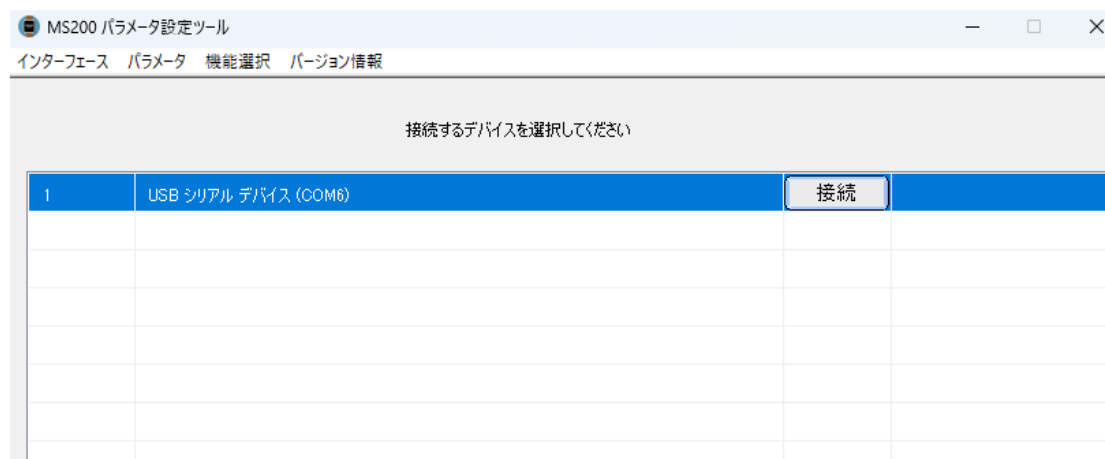 MS200 パラメータ設定ツール
インターフェース パラメータ 機能選択 バージョン情報
接続するデバイスを選択してください
1 USB シリアル デバイス (COM6) 接続